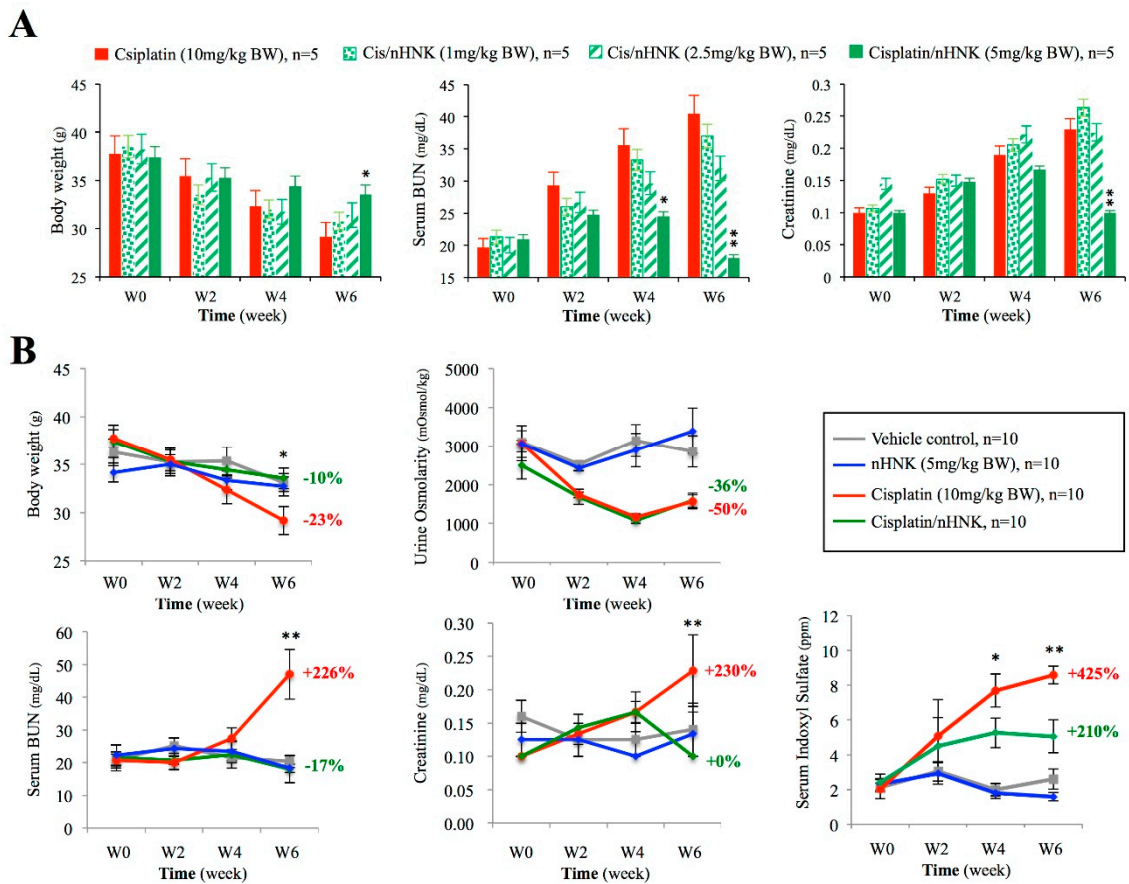 A
Csiplatin (10mg/kg BW), n=5 Cis/nHNK (1mg/kg BW), n=5 Cis/nHNK (2.5mg/kg BW), n=5 Cisplatin/nHNK (5mg/kg BW), n=5
Body weight (g)
45
40
35
30
25
*
W0 W2 W4 W6
Time (week)
Serum BUN (mg/dL)
45
40
35
30
25
20
15
*
**
W0 W2 W4 W6
Time (week)
Creatinine (mg/dL)
0.3
0.25
0.2
0.15
0.1
0.05
0
**
W0 W2 W4 W6
Time (week)
B
Body weight (g)
45
40
35
30
25
*
-10%
-23%
W0 W2 W4 W6
Time (week)
Urine Osmolarity (mOsmol/kg)
5000
4000
3000
2000
1000
0
-36%
-50%
W0 W2 W4 W6
Time (week)
Vehicle control, n=10
nHNK (5mg/kg BW), n=10
Cisplatin (10mg/kg BW), n=10
Cisplatin/nHNK, n=10
Serum BUN (mg/dL)
60
50
40
30
20
10
0
**
+226%
-17%
W0 W2 W4 W6
Time (week)
Creatinine (mg/dL)
0.30
0.25
0.20
0.15
0.10
0.05
0.00
**
+230%
+0%
W0 W2 W4 W6
Time (week)
Serum Indoxyl Sulfate (ppm)
12
10
8
6
4
2
0
*
**
+425%
+210%
W0 W2 W4 W6
Time (week)